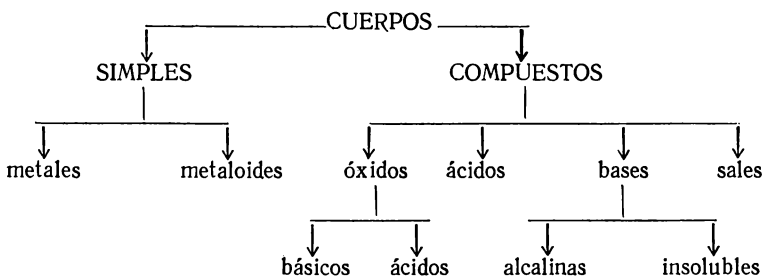 CUERPOS
SIMPLES COMPUESTOS
metales metaloides óxidos ácidos bases sales
básicos ácidos alcalinas insolubles